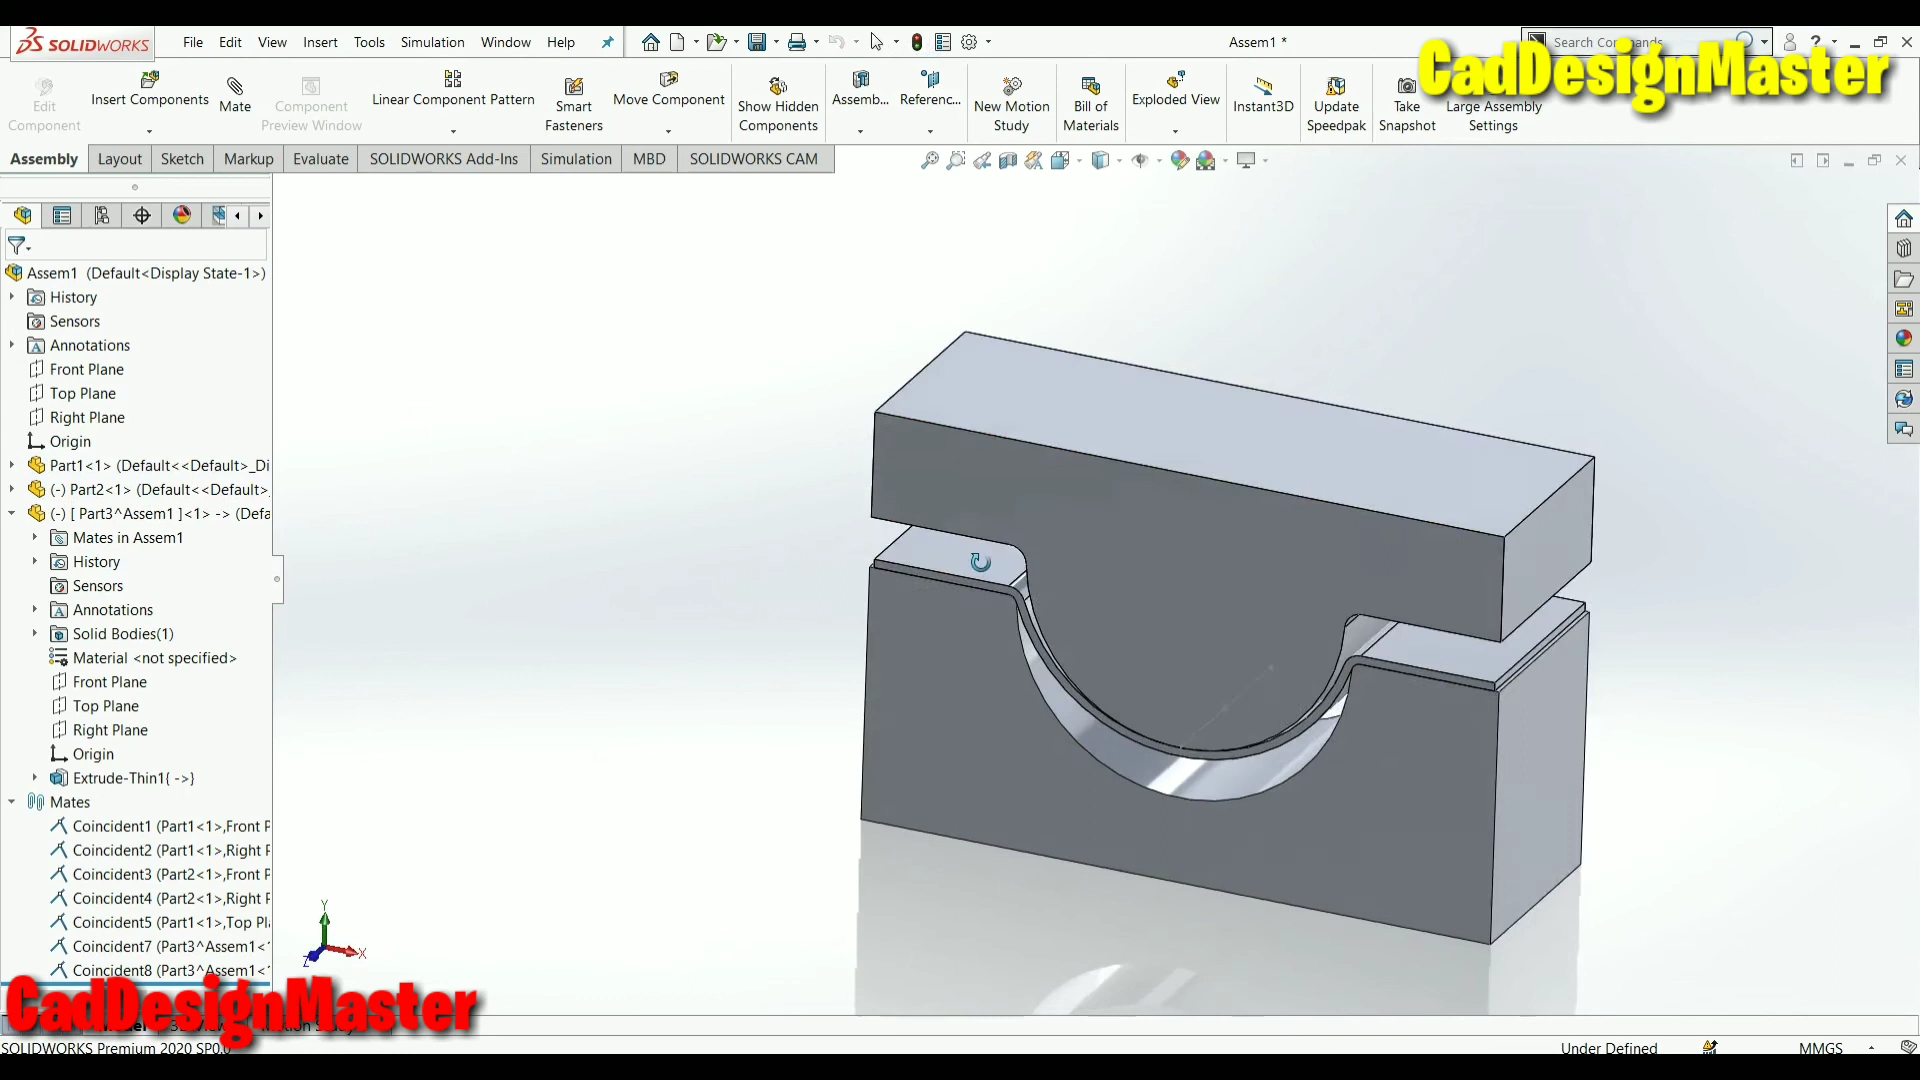 SOLIDWORKS
File Edit View Insert Tools Simulation Window Help
Assem1 *
Search Commands
CadDesignMaster
Edit Component
Insert Components
Mate
Component Preview Window
Linear Component Pattern
Smart Fasteners
Move Component
Show Hidden Components
Assemb...
Referenc...
New Motion Study
Bill of Materials
Exploded View
Instant3D
Update Speedpak
Take Snapshot
Large Assembly Settings
Assembly Layout Sketch Markup Evaluate SOLIDWORKS Add-Ins Simulation MBD SOLIDWORKS CAM
Assem1 (Default<Display State-1>)
History
Sensors
Annotations
Front Plane
Top Plane
Right Plane
Origin
Part1<1> (Default<<Default>_Di
(-) Part2<1> (Default<<Default>
(-) [ Part3^Assem1 ]<1> -> (Defa
Mates in Assem1
History
Sensors
Annotations
Solid Bodies(1)
Material <not specified>
Front Plane
Top Plane
Right Plane
Origin
Extrude-Thin1{ ->}
Mates
Coincident1 (Part1<1>,Front P
Coincident2 (Part1<1>,Right P
Coincident3 (Part2<1>,Front P
Coincident4 (Part2<1>,Right P
Coincident5 (Part1<1>,Top Pl
Coincident7 (Part3^Assem1<
Coincident8 (Part3^Assem1<
Y
X
Z
CadDesignMaster
SOLIDWORKS Premium 2020 SP0.0
Under Defined
MMGS